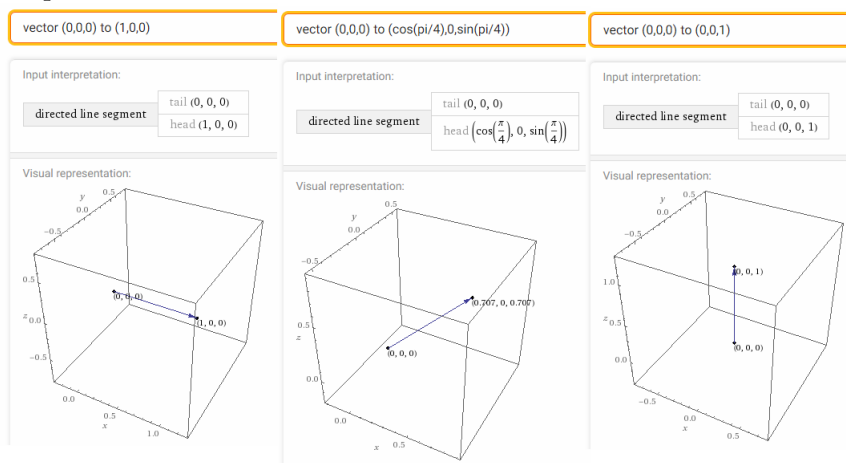 vector (0,0,0) to (1,0,0)
Input interpretation:
directed line segment
tail (0, 0, 0)
head (1, 0, 0)
Visual representation:
y
0.5
0.0
−0.5
0.5
z 0.0
−0.5
(0, 0, 0)
(1, 0, 0)
0.0
0.5
x
1.0
vector (0,0,0) to (cos(pi/4),0,sin(pi/4))
Input interpretation:
directed line segment
tail (0, 0, 0)
head (cos(π/4), 0, sin(π/4))
Visual representation:
0.5
y
0.0
−0.5
0.5
z
0.0
(0.707, 0, 0.707)
(0, 0, 0)
0.0
x
0.5
vector (0,0,0) to (0,0,1)
Input interpretation:
directed line segment
tail (0, 0, 0)
head (0, 0, 1)
Visual representation:
y
0.5
0.0
−0.5
1.0
z
0.5
0.0
(0, 0, 1)
(0, 0, 0)
−0.5
0.0
x
0.5